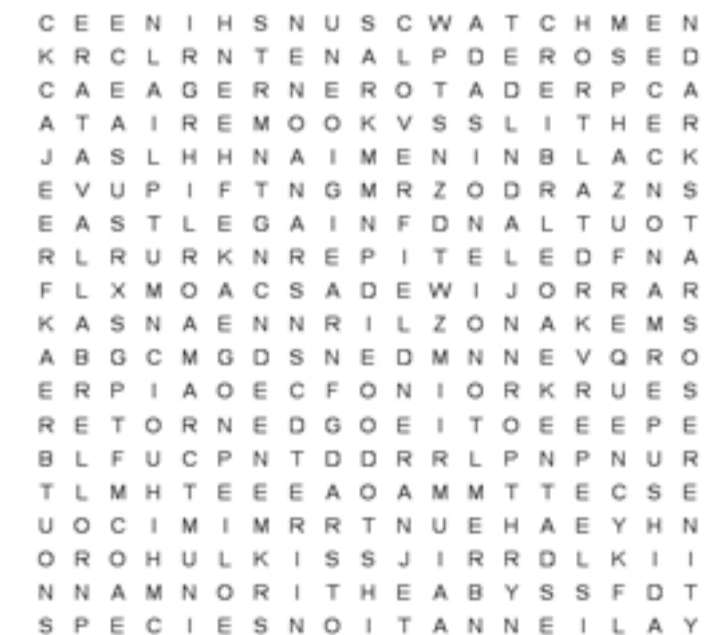 C E E N I H S N U S C W A T C H M E N
K R C L R N T E N A L P D E R O S E D
C A E A G E R N E R O T A D E R P C A
A T A I R E M O O K V S S L I T H E R
J A S L H H N A I M E N I N B L A C K
E V U P I F T N G M R Z O D R A Z N S
E A S T L E G A I N F D N A L T U O T
R L R U R K N R E P I T E L E D F N A
F L X M O A C S A D E W I J O R R A R
K A S N A E N N R I L Z O N A K E M S
A B G C M G D S N E D M N N E V Q R O
E R P I A O E C F O N I O R K R U E S
R E T O R N E D G O E I T O E E E P E
B L F U C P N T D D R R L P N P N U R
T L M H T E E E A O A M M T T E C S E
U O C I M I M R R T N U E H A E Y H N
O R O H U L K I S S J I R R D L K I I
N N A M N O R I T H E A B Y S S F D T
S P E C I E S N O I T A N N E I L A Y